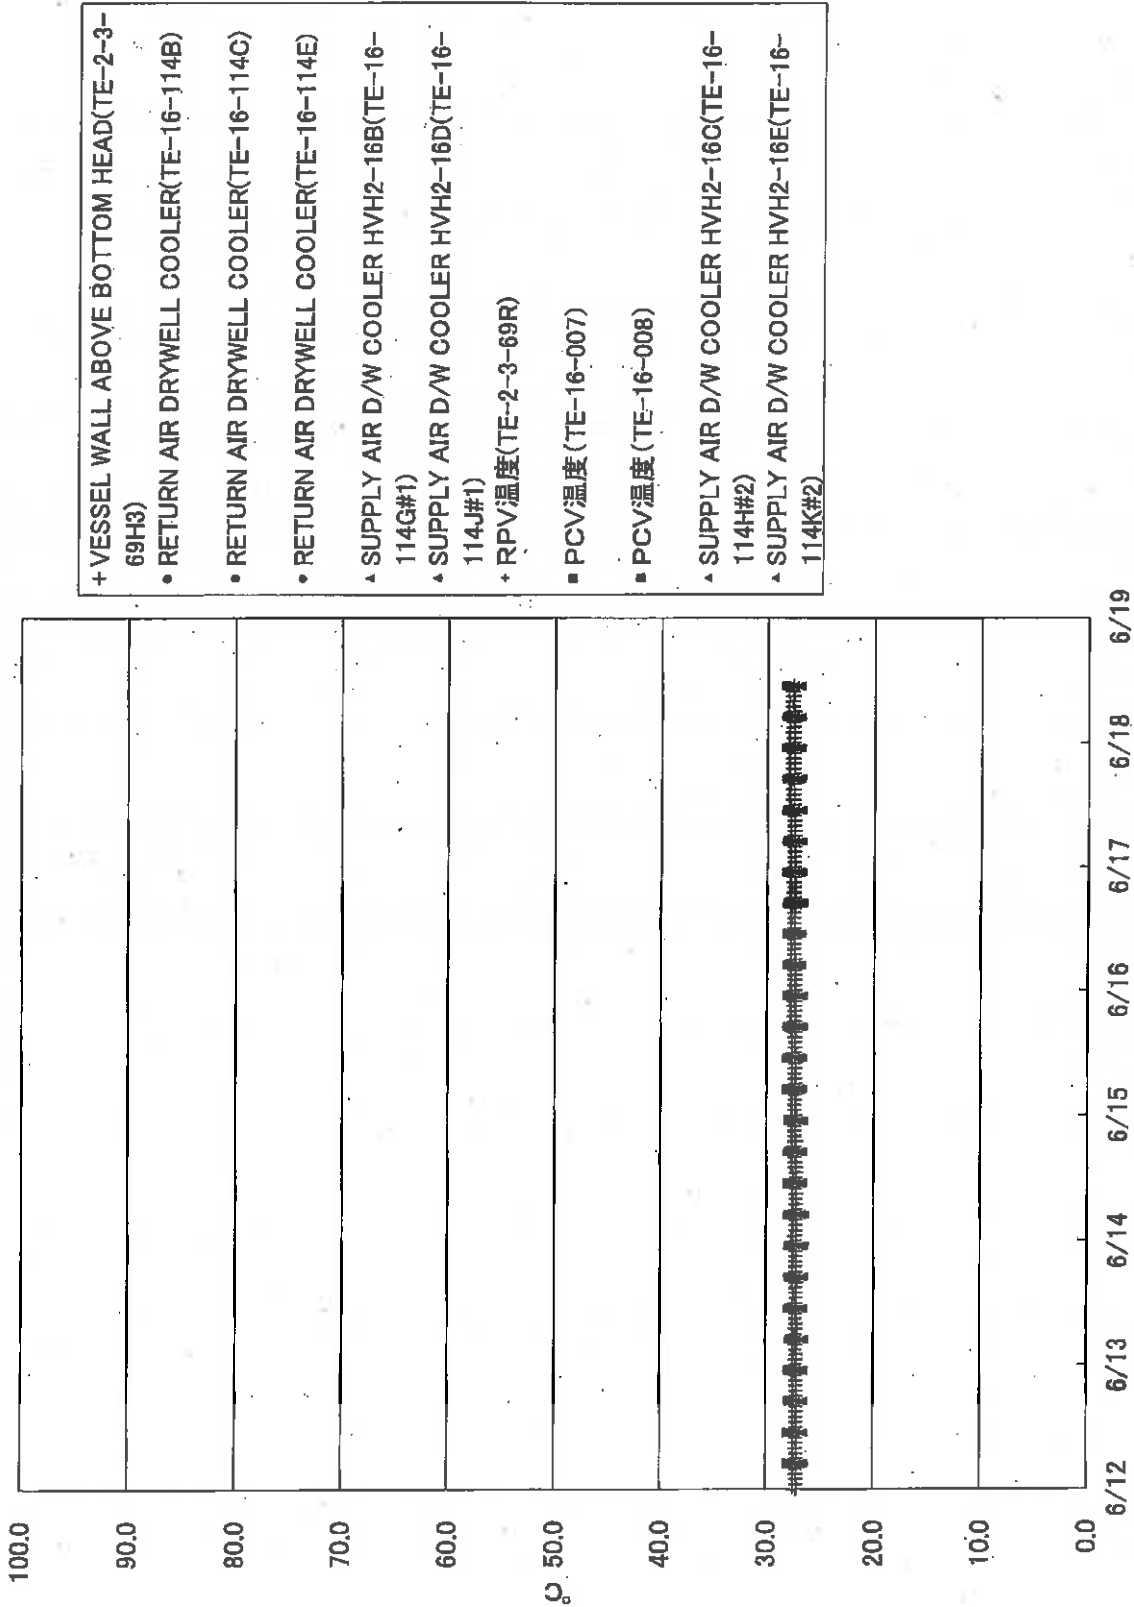 100.0
90.0
80.0
70.0
60.0
℃ 50.0
40.0
30.0
20.0
10.0
0.0
6/12 6/13 6/14 6/15 6/16 6/17 6/18 6/19
+ VESSEL WALL ABOVE BOTTOM HEAD(TE-2-3-
69H3)
• RETURN AIR DRYWELL COOLER(TE-16-114B)
• RETURN AIR DRYWELL COOLER(TE-16-114C)
• RETURN AIR DRYWELL COOLER(TE-16-114E)
▲ SUPPLY AIR D/W COOLER HVH2-16B(TE-16-
114G#1)
▲ SUPPLY AIR D/W COOLER HVH2-16D(TE-16-
114J#1)
+ RPV温度(TE-2-3-69R)
■ PCV温度(TE-16-007)
■ PCV温度(TE-16-008)
▲ SUPPLY AIR D/W COOLER HVH2-16C(TE-16-
114H#2)
▲ SUPPLY AIR D/W COOLER HVH2-16E(TE-16-
114K#2)